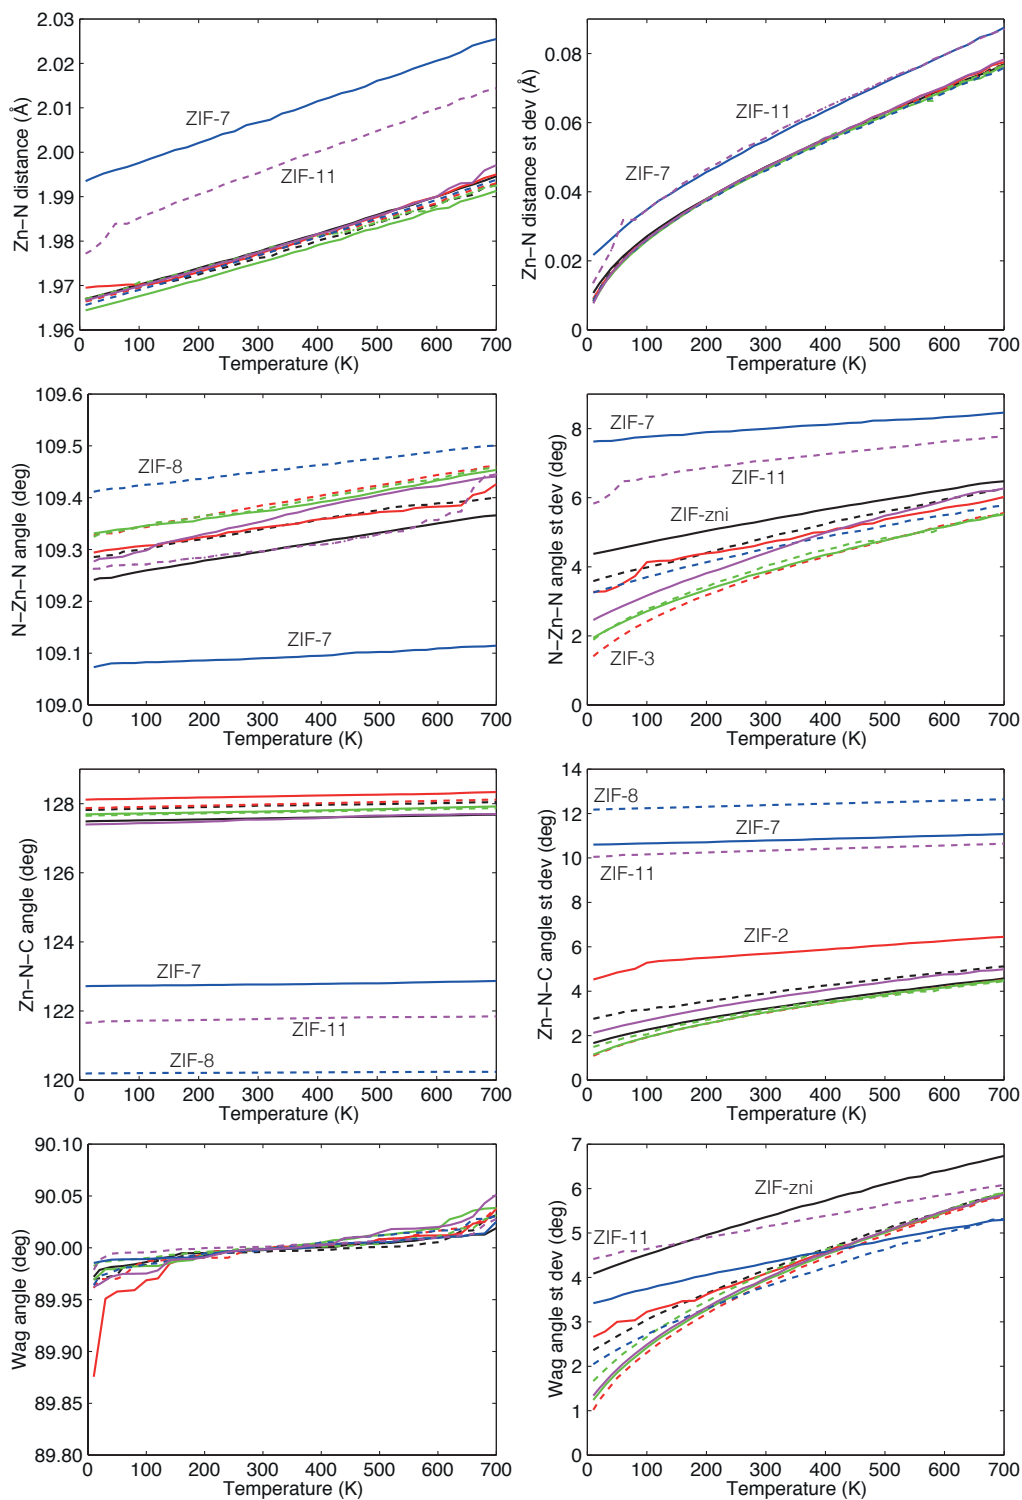 2.03
2.02
2.01
2.00
1.99
1.98
1.97
1.96
Zn–N distance (Å)
ZIF-7
ZIF-11
0 100 200 300 400 500 600 700
Temperature (K)
0.08
0.06
0.04
0.02
0
Zn–N distance st dev (Å)
ZIF-11
ZIF-7
0 100 200 300 400 500 600 700
Temperature (K)
109.6
109.5
109.4
109.3
109.2
109.1
109.0
N–Zn–N angle (deg)
ZIF-8
ZIF-7
0 100 200 300 400 500 600 700
Temperature (K)
8
6
4
2
0
N–Zn–N angle st dev (deg)
ZIF-7
ZIF-11
ZIF-zni
ZIF-3
0 100 200 300 400 500 600 700
Temperature (K)
128
126
124
122
120
Zn–N–C angle (deg)
ZIF-7
ZIF-11
ZIF-8
0 100 200 300 400 500 600 700
Temperature (K)
14
12
10
8
6
4
2
0
Zn–N–C angle st dev (deg)
ZIF-8
ZIF-7
ZIF-11
ZIF-2
0 100 200 300 400 500 600 700
Temperature (K)
90.10
90.05
90.00
89.95
89.90
89.85
89.80
Wag angle (deg)
0 100 200 300 400 500 600 700
Temperature (K)
7
6
5
4
3
2
1
0
Wag angle st dev (deg)
ZIF-zni
ZIF-11
0 100 200 300 400 500 600 700
Temperature (K)